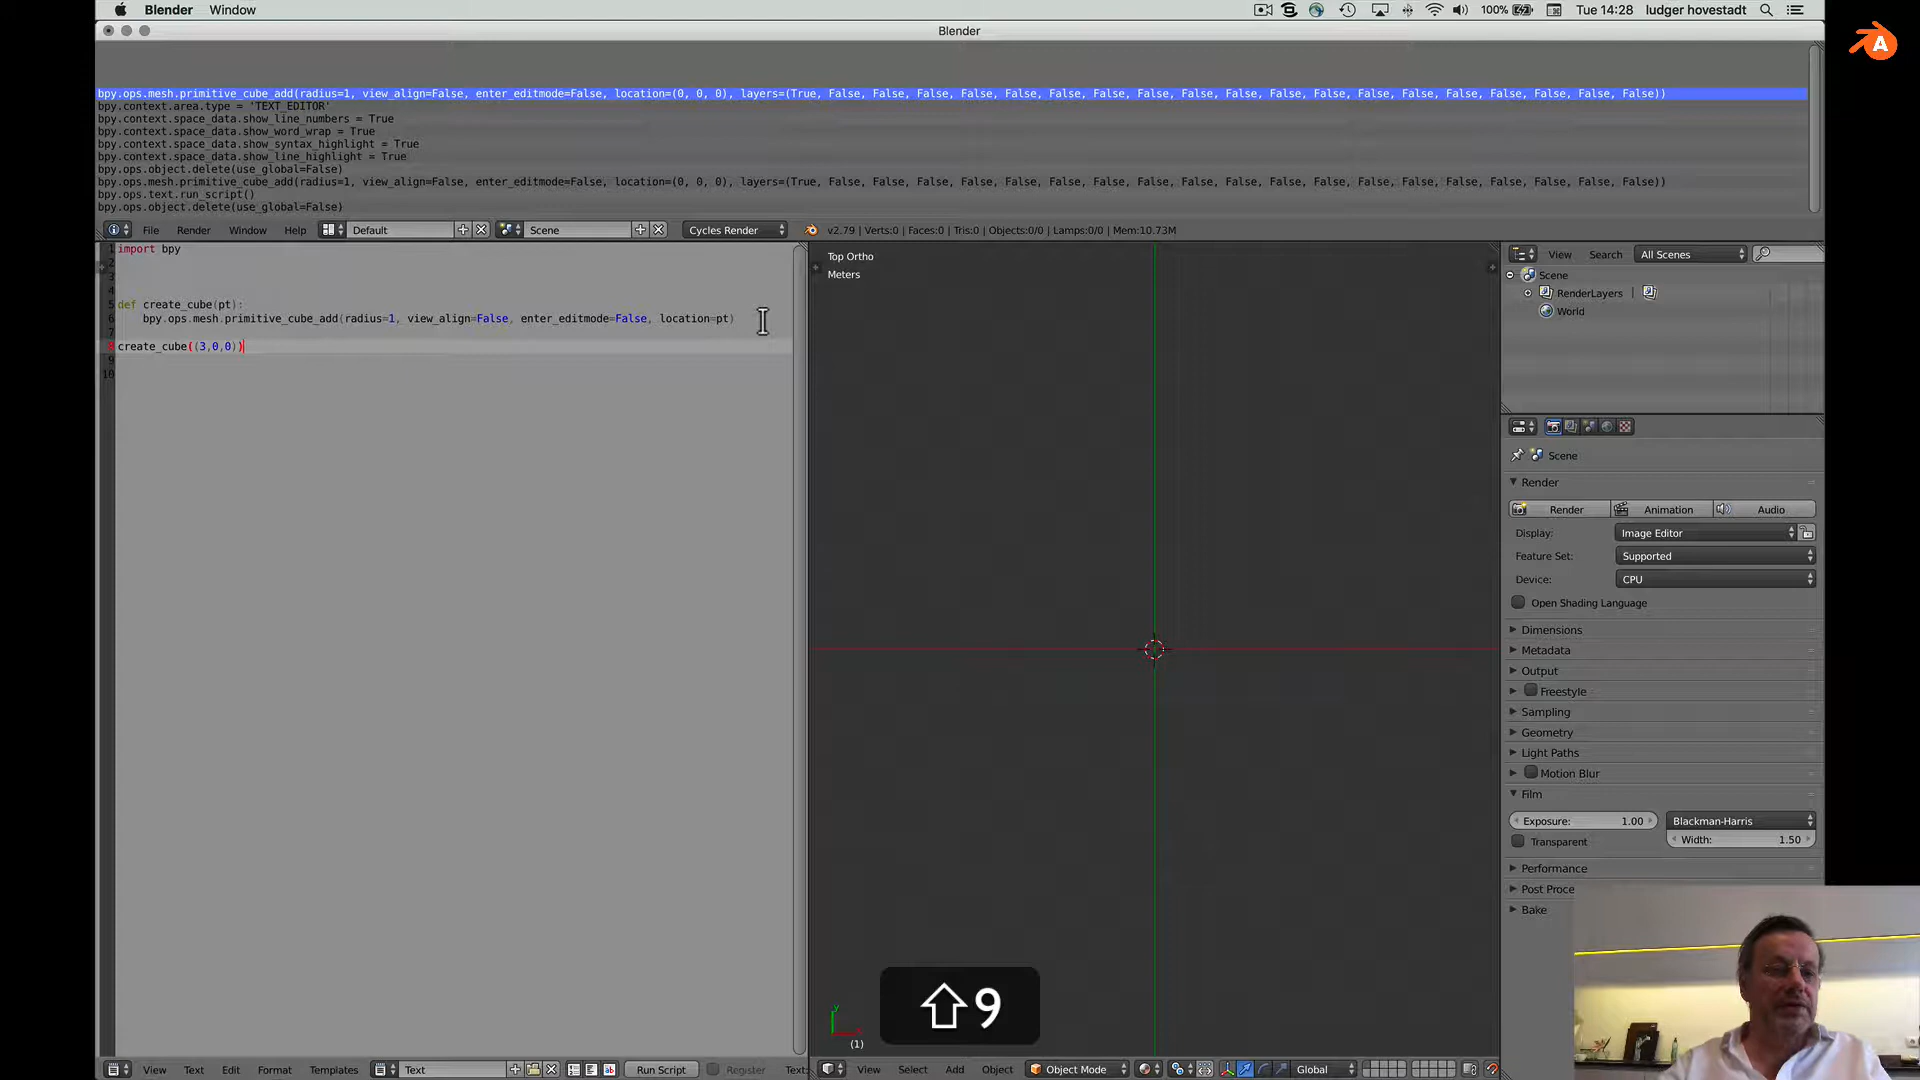 Blender Window 100% Tue 14:28 ludger hovestadt
Blender
bpy.ops.mesh.primitive_cube_add(radius=1, view_align=False, enter_editmode=False, location=(0, 0, 0), layers=(True, False, False, False, False, False, False, False, False, False, False, False, False, False, False, False, False, False, False, False))
bpy.context.area.type = 'TEXT_EDITOR'
bpy.context.space_data.show_line_numbers = True
bpy.context.space_data.show_word_wrap = True
bpy.context.space_data.show_syntax_highlight = True
bpy.context.space_data.show_line_highlight = True
bpy.ops.object.delete(use_global=False)
bpy.ops.mesh.primitive_cube_add(radius=1, view_align=False, enter_editmode=False, location=(0, 0, 0), layers=(True, False, False, False, False, False, False, False, False, False, False, False, False, False, False, False, False, False, False, False))
bpy.ops.text.run_script()
bpy.ops.object.delete(use_global=False)
File Render Window Help Default Scene Cycles Render v2.79 | Verts:0 | Faces:0 | Tris:0 | Objects:0/0 | Lamps:0/0 | Mem:10.73M
1 import bpy
2
3
4
5 def create_cube(pt):
6 bpy.ops.mesh.primitive_cube_add(radius=1, view_align=False, enter_editmode=False, location=pt)
7
8 create_cube((3,0,0))
9
10
Top Ortho
Meters
y
(1)
9
View Search All Scenes
Scene
RenderLayers
World
Scene
Render
Render Animation Audio
Display: Image Editor
Feature Set: Supported
Device: CPU
Open Shading Language
Dimensions
Metadata
Output
Freestyle
Sampling
Geometry
Light Paths
Motion Blur
Film
Exposure: 1.00 Blackman-Harris
Transparent Width: 1.50
Performance
Post Proce
Bake
View Text Edit Format Templates Text Run Script Register Text:
View Select Add Object Object Mode Global
A